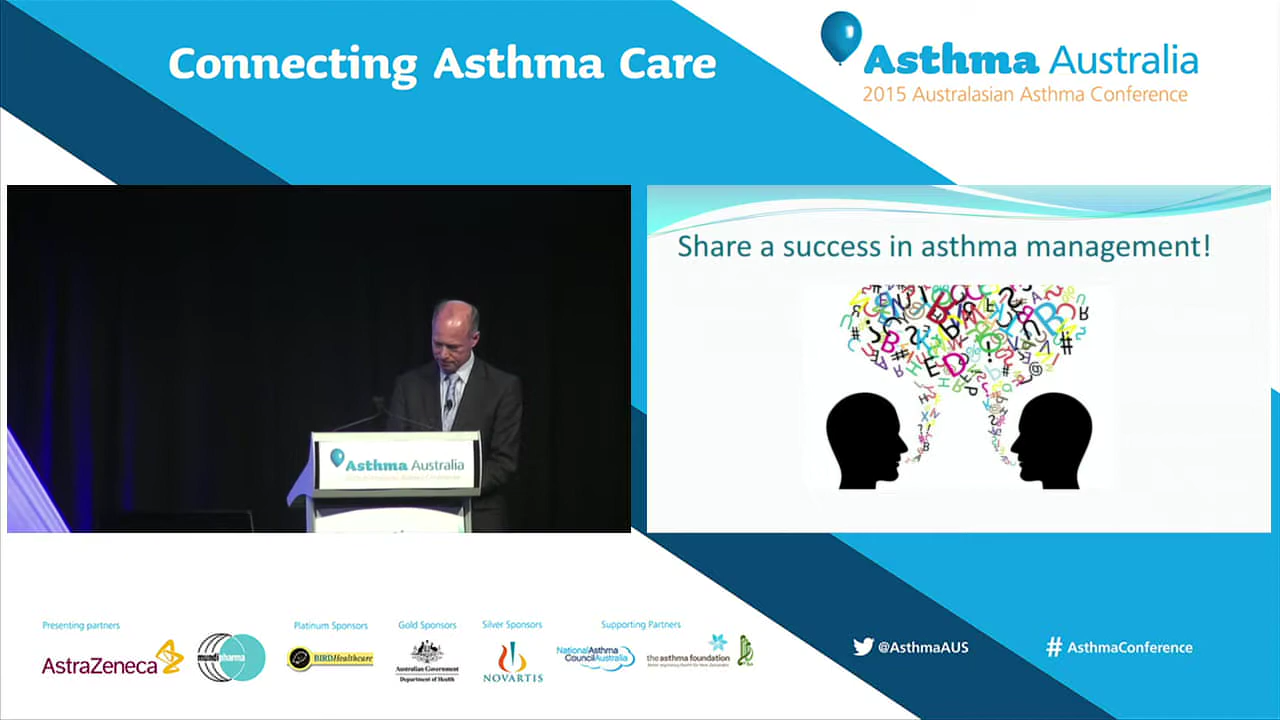 Connecting Asthma Care
Asthma Australia
2015 Australasian Asthma Conference
Share a success in asthma management!
Asthma Australia
Presenting partners
AstraZeneca
mundipharma
Platinum Sponsors
BIRDHealthcare
Gold Sponsors
Australian Government
Department of Health
Silver Sponsors
NOVARTIS
Supporting Partners
National Asthma
Council Australia
the asthma foundation
@AsthmaAUS
# AsthmaConference